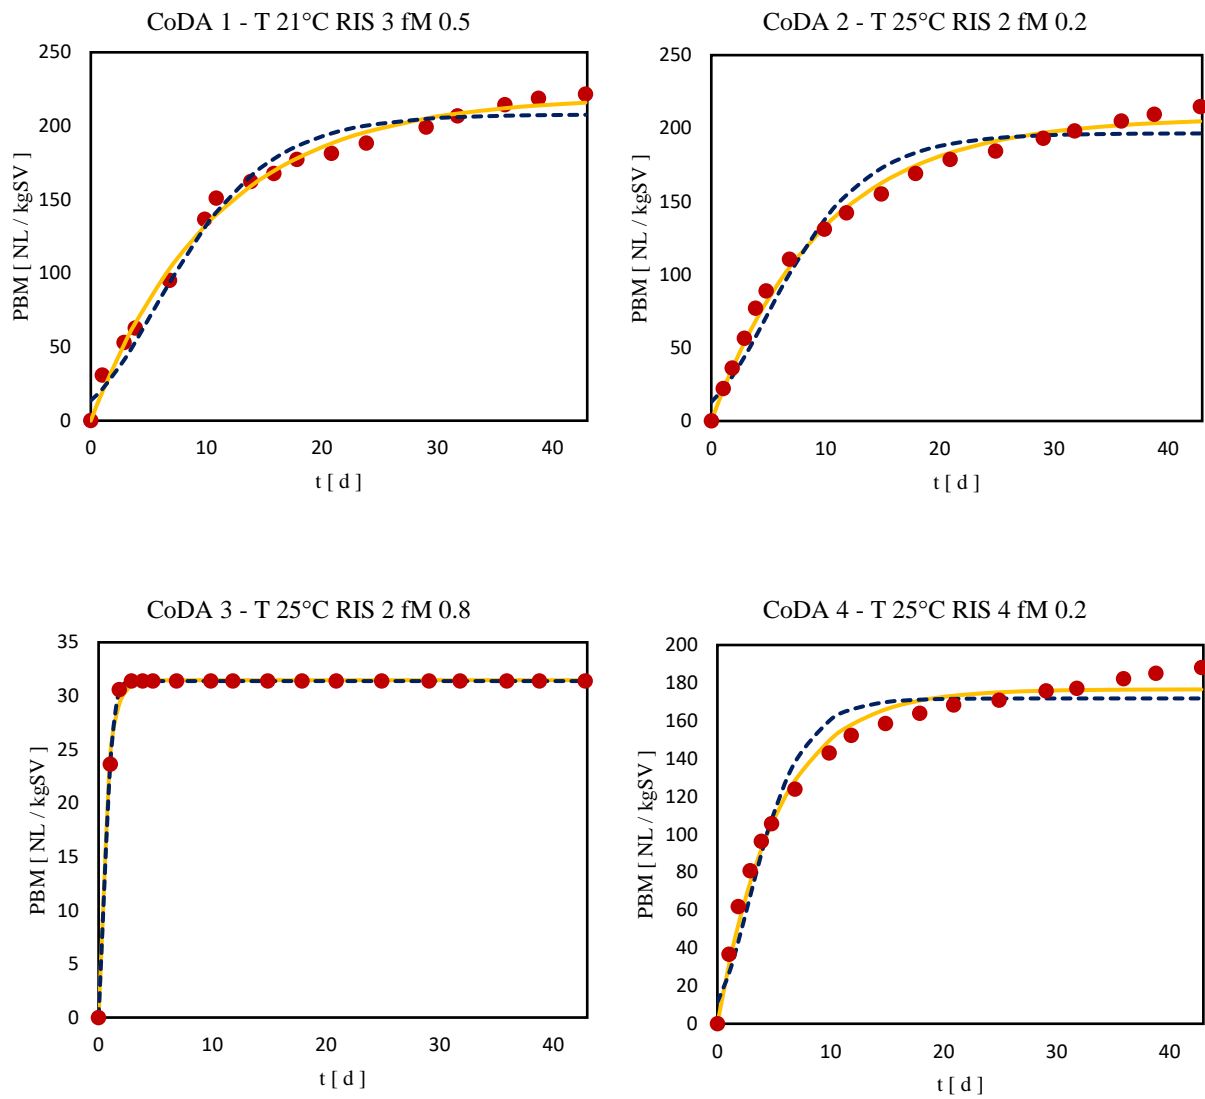 CoDA 1 - T 21°C RIS 3 fM 0.5
250
200
150
100
50
0
PBM [ NL / kgSV ]
0 10 20 30 40
t [ d ]
CoDA 2 - T 25°C RIS 2 fM 0.2
250
200
150
100
50
0
PBM [ NL / kgSV ]
0 10 20 30 40
t [ d ]
CoDA 3 - T 25°C RIS 2 fM 0.8
35
30
25
20
15
10
5
0
PBM [ NL / kgSV ]
0 10 20 30 40
t [ d ]
CoDA 4 - T 25°C RIS 4 fM 0.2
200
180
160
140
120
100
80
60
40
20
0
PBM [ NL / kgSV ]
0 10 20 30 40
t [ d ]